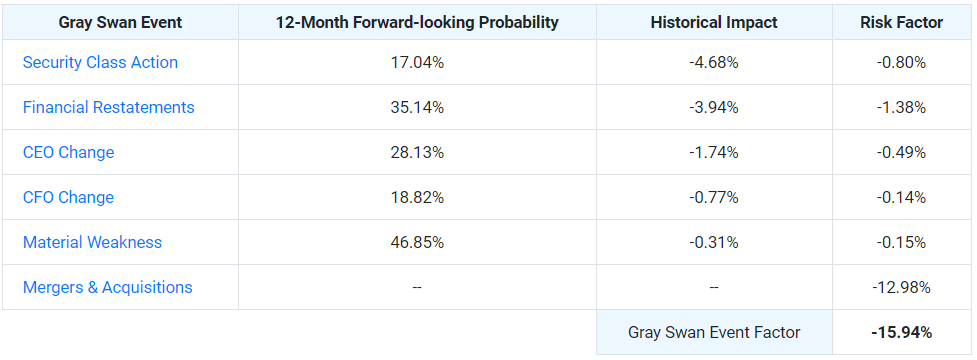 Gray Swan Event 12-Month Forward-looking Probability Historical Impact Risk Factor
Security Class Action 17.04% -4.68% -0.80%
Financial Restatements 35.14% -3.94% -1.38%
CEO Change 28.13% -1.74% -0.49%
CFO Change 18.82% -0.77% -0.14%
Material Weakness 46.85% -0.31% -0.15%
Mergers & Acquisitions -- -- -12.98%
Gray Swan Event Factor -15.94%